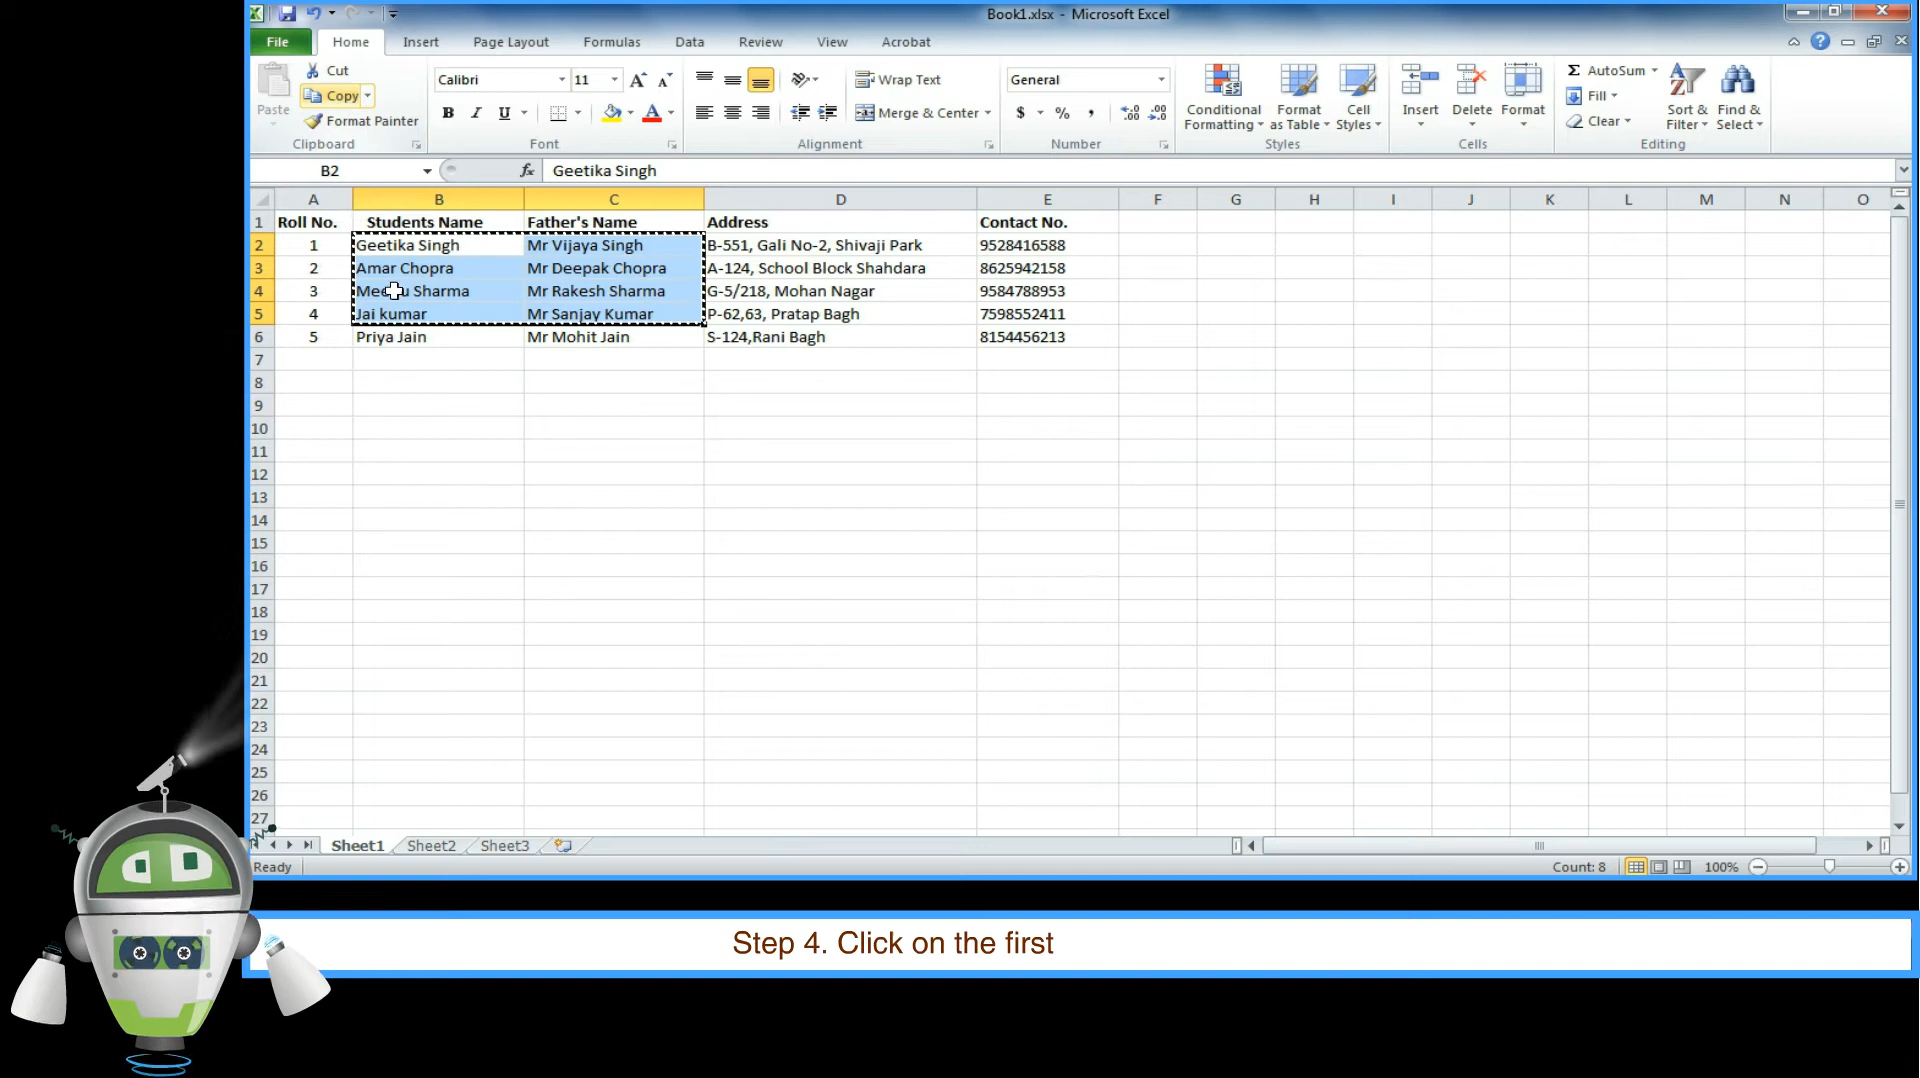 Book1.xlsx - Microsoft Excel
File Home Insert Page Layout Formulas Data Review View Acrobat
Paste
Cut
Copy
Format Painter
Clipboard
Calibri 11
B I U
Font
Wrap Text
Merge & Center
Alignment
General
$ % ,
Number
Conditional Formatting
Format as Table
Cell Styles
Styles
Insert
Delete
Format
Cells
Σ AutoSum
Fill
Clear
Sort & Filter
Find & Select
Editing
B2 fx Geetika Singh
A B C D E F G H I J K L M N O
1 Roll No. Students Name Father's Name Address Contact No.
2 1 Geetika Singh Mr Vijaya Singh B-551, Gali No-2, Shivaji Park 9528416588
3 2 Amar Chopra Mr Deepak Chopra A-124, School Block Shahdara 8625942158
4 3 Sharma Mr Rakesh Sharma G-5/218, Mohan Nagar 9584788953
5 4 Jai kumar Mr Sanjay Kumar P-62,63, Pratap Bagh 7598552411
6 5 Priya Jain Mr Mohit Jain S-124,Rani Bagh 8154456213
7
8
9
10
11
12
13
14
15
16
17
18
19
20
21
22
23
24
25
26
27
Sheet1 Sheet2 Sheet3
Ready Count: 8 100%
Step 4. Click on the first